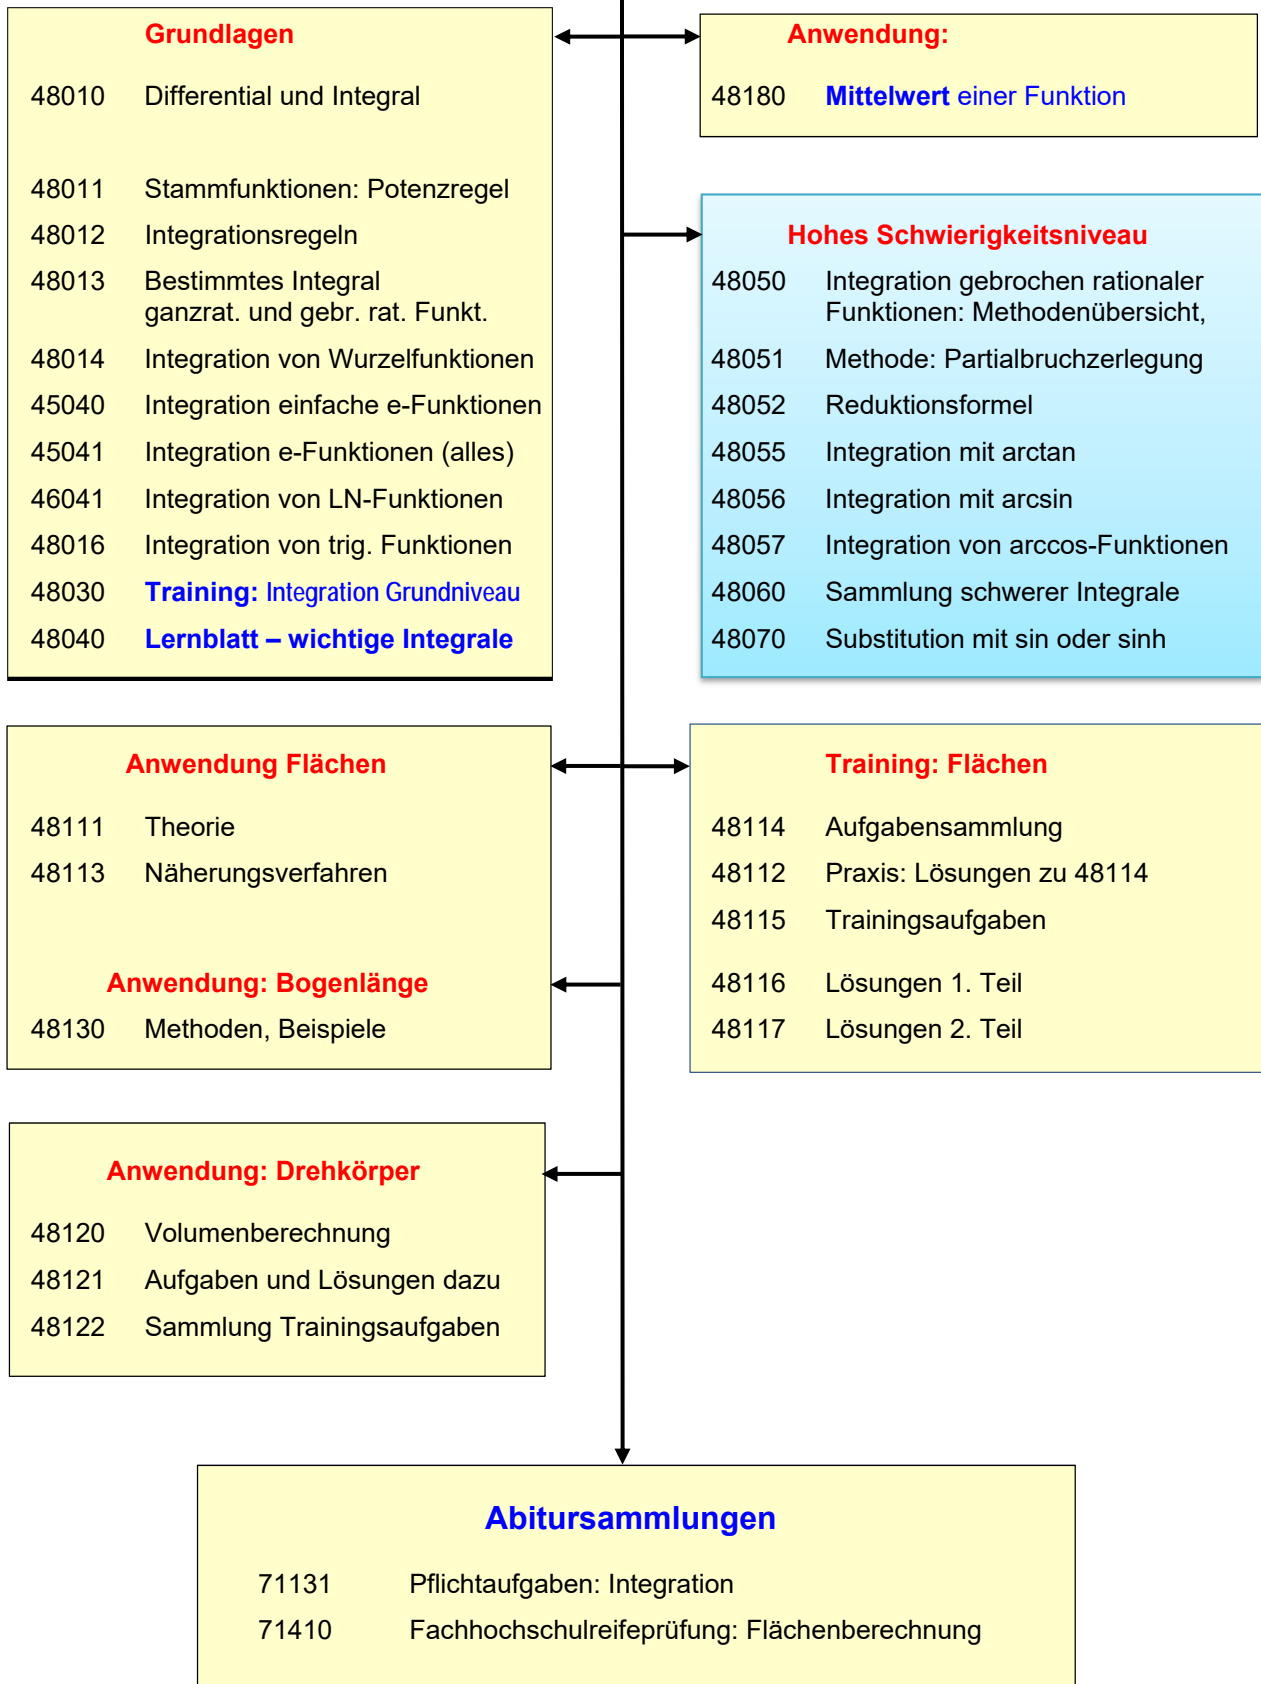 Grundlagen
48010 Differential und Integral
48011 Stammfunktionen: Potenzregel
48012 Integrationsregeln
48013 Bestimmtes Integral
ganzrat. und gebr. rat. Funkt.
48014 Integration von Wurzelfunktionen
45040 Integration einfache e-Funktionen
45041 Integration e-Funktionen (alles)
46041 Integration von LN-Funktionen
48016 Integration von trig. Funktionen
48030 Training: Integration Grundniveau
48040 Lernblatt – wichtige Integrale
Anwendung:
48180 Mittelwert einer Funktion
Hohes Schwierigkeitsniveau
48050 Integration gebrochen rationaler
Funktionen: Methodenübersicht,
48051 Methode: Partialbruchzerlegung
48052 Reduktionsformel
48055 Integration mit arctan
48056 Integration mit arcsin
48057 Integration von arccos-Funktionen
48060 Sammlung schwerer Integrale
48070 Substitution mit sin oder sinh
Anwendung Flächen
48111 Theorie
48113 Näherungsverfahren
Anwendung: Bogenlänge
48130 Methoden, Beispiele
Training: Flächen
48114 Aufgabensammlung
48112 Praxis: Lösungen zu 48114
48115 Trainingsaufgaben
48116 Lösungen 1. Teil
48117 Lösungen 2. Teil
Anwendung: Drehkörper
48120 Volumenberechnung
48121 Aufgaben und Lösungen dazu
48122 Sammlung Trainingsaufgaben
Abitursammlungen
71131 Pflichtaufgaben: Integration
71410 Fachhochschulreifeprüfung: Flächenberechnung